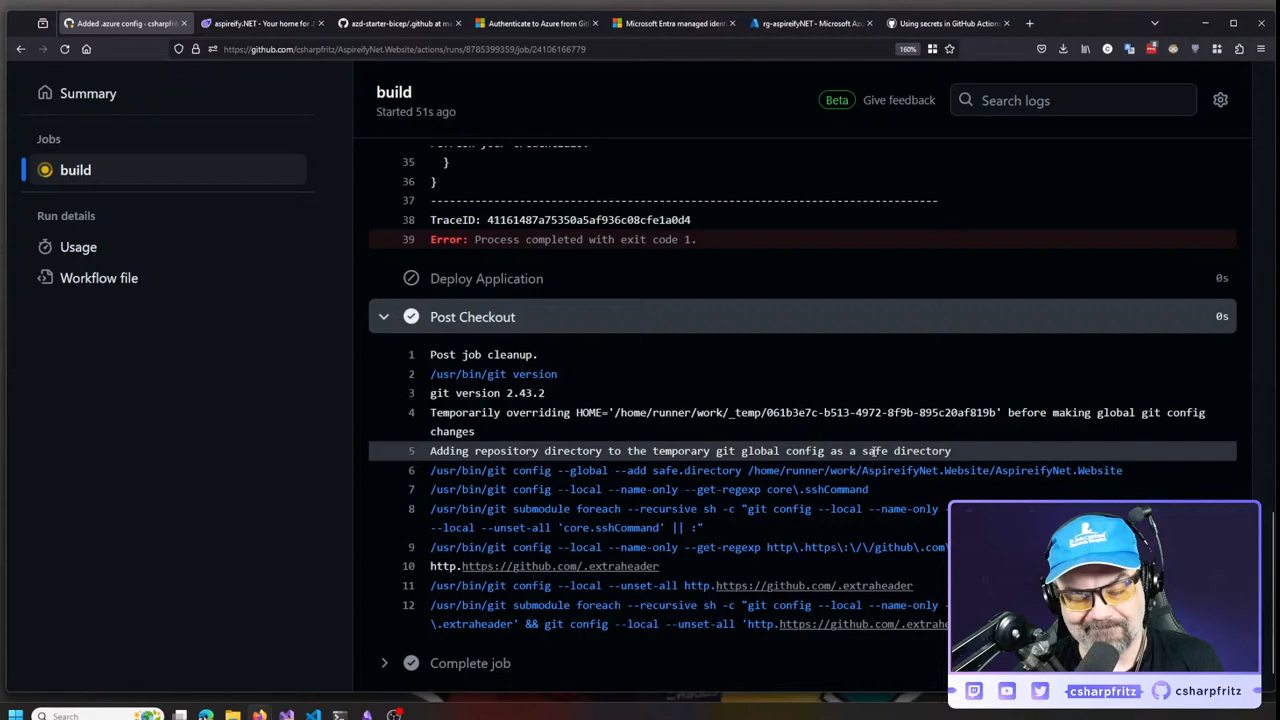 Added .azure config · csharpfrit
aspireify.NET - Your home for J
azd-starter-bicep/.github at m
Authenticate to Azure from Git
Microsoft Entra managed ident
rg-aspireifyNET - Microsoft Az
Using secrets in GitHub Action
https://github.com/csharpfritz/AspireifyNet.Website/actions/runs/8785399359/job/24106166779
160%
Summary
Jobs
build
Run details
Usage
Workflow file
build
Started 51s ago
Beta
Give feedback
Search logs
35 }
36 }
37 --------------------------------------------------------------------------------
38 TraceID: 41161487a75350a5af936c08cfe1a0d4
39 Error: Process completed with exit code 1.
Deploy Application 0s
Post Checkout 0s
1 Post job cleanup.
2 /usr/bin/git version
3 git version 2.43.2
4 Temporarily overriding HOME='/home/runner/work/_temp/061b3e7c-b513-4972-8f9b-895c20af819b' before making global git config
changes
5 Adding repository directory to the temporary git global config as a safe directory
6 /usr/bin/git config --global --add safe.directory /home/runner/work/AspireifyNet.Website/AspireifyNet.Website
7 /usr/bin/git config --local --name-only --get-regexp core\.sshCommand
8 /usr/bin/git submodule foreach --recursive sh -c "git config --local --name-only -
--local --unset-all 'core.sshCommand' || :"
9 /usr/bin/git config --local --name-only --get-regexp http\.https\:\/\/github\.com\
10 http.https://github.com/.extraheader
11 /usr/bin/git config --local --unset-all http.https://github.com/.extraheader
12 /usr/bin/git submodule foreach --recursive sh -c "git config --local --name-only -
\.extraheader' && git config --local --unset-all 'http.https://github.com/.extrahe
Complete job
csharpfritz
csharpfritz
Search